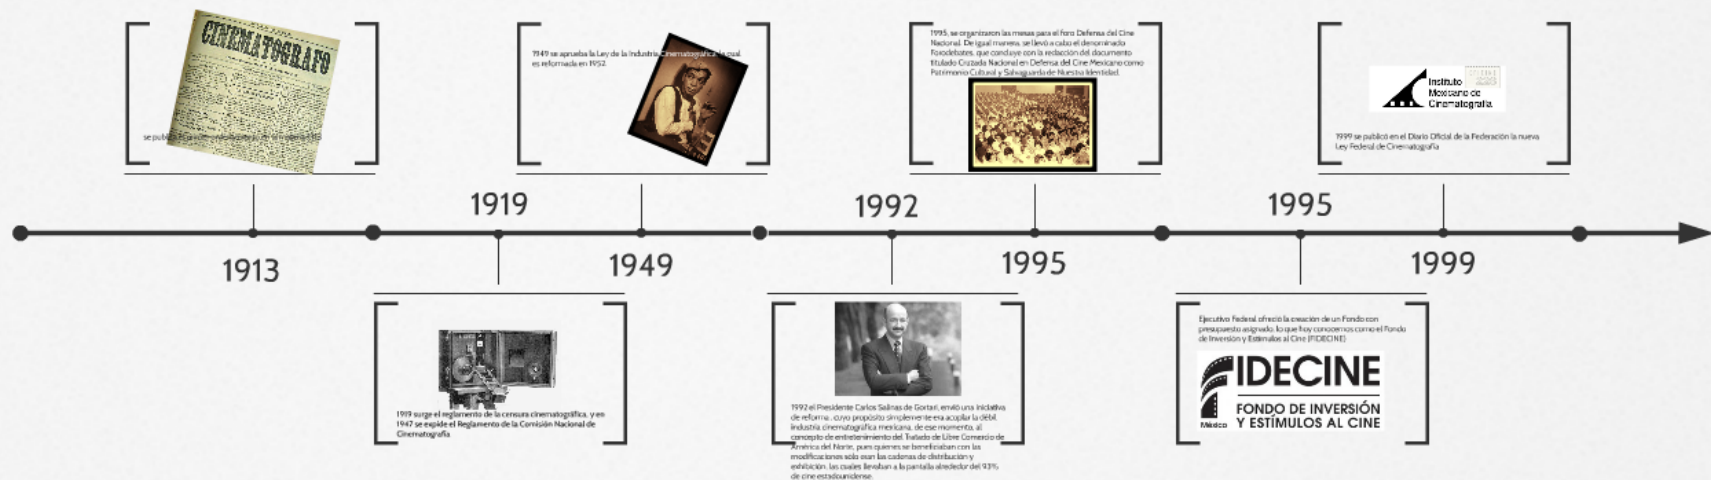 CINEMATOGRAFO
se publi
1913
1919
1919 surge el reglamento de la censura cinematográfica, y en
1947 se expide el Reglamento de la Comisión Nacional de
Cinematografía
1949 se aprueba la Ley de la Industria Cinematográfica, la cual
es reformada en 1952
1949
1992
1992 el Presidente Carlos Salinas de Gortari, envió una iniciativa
de reforma , cuyo propósito simplemente era acoplar la débil
industria cinematográfica mexicana, de ese momento, al
concepto de entretenimiento del Tratado de Libre Comercio de
América del Norte, pues quienes se beneficiaban con las
modificaciones sólo eran las cadenas de distribución y
exhibición, las cuales llevaban a la pantalla alrededor del 93%
de cine estadounidense.
1995, se organizaron las mesas para el foro Defensa del Cine
Nacional. De igual manera, se llevó a cabo el denominado
Forodebates, que concluye con la redacción del documento
titulado Cruzada Nacional en Defensa del Cine Mexicano como
Patrimonio Cultural y Salvaguarda de Nuestra Identidad.
1995
1995
Ejecutivo Federal ofreció la creación de un Fondo con
presupuesto asignado, lo que hoy conocemos como el Fondo
de Inversión y Estímulos al Cine (FIDECINE)
FIDECINE
México
FONDO DE INVERSIÓN
Y ESTÍMULOS AL CINE
Instituto
Mexicano de
Cinematografía
1999 se publicó en el Diario Oficial de la Federación la nueva
Ley Federal de Cinematografía
1999